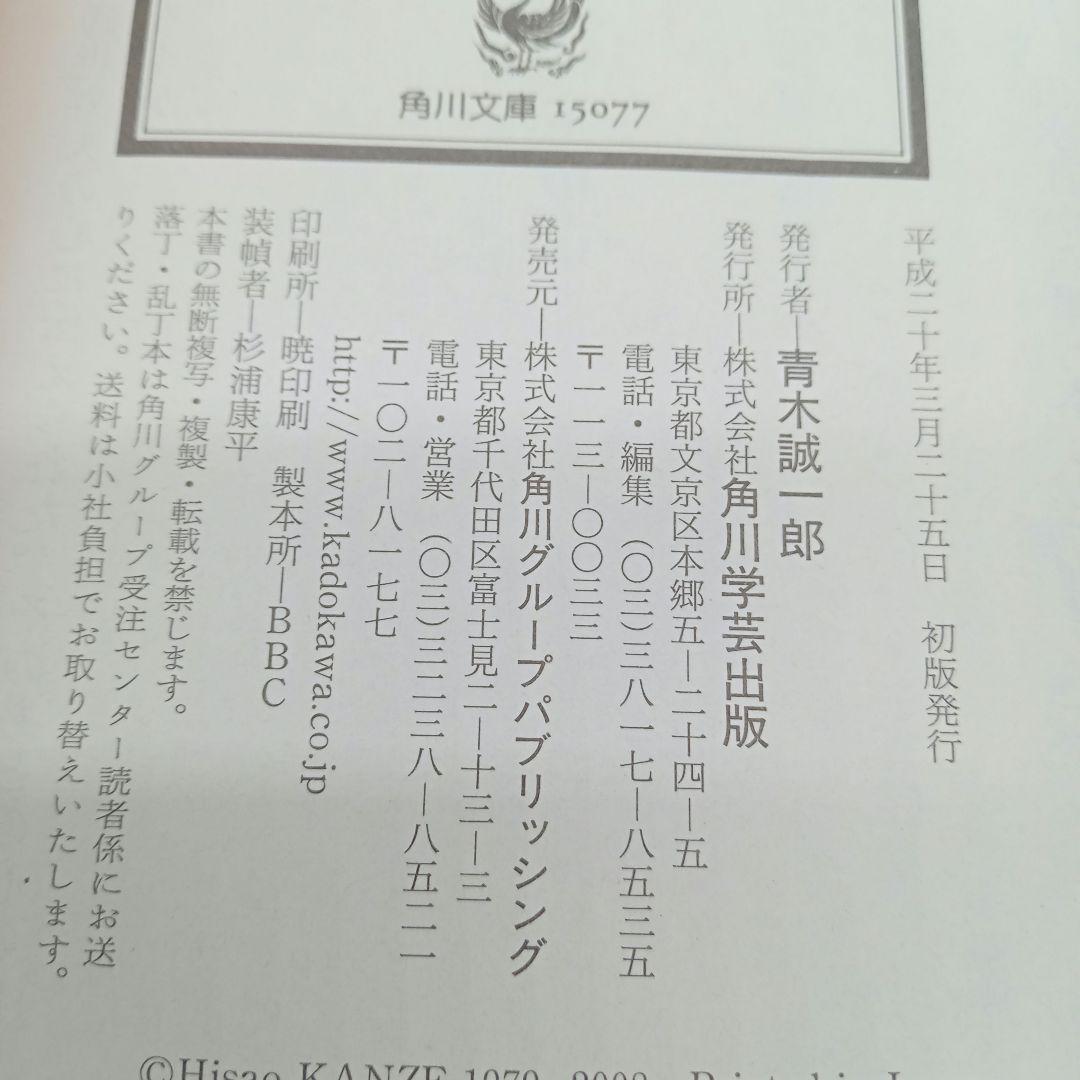 角川文庫 15077
平成二十年三月二十五日 初版発行
発行者―青木誠一郎
発行所―株式会社角川学芸出版
東京都文京区本郷五―二十四―五
電話・編集 (〇三)三八一七―八五三五
〒一一三―〇〇三三
発売元―株式会社角川グループパブリッシング
東京都千代田区富士見二―十三―三
電話・営業 (〇三)三二三八―八五二一
〒一〇二―八一七七
http://www.kadokawa.co.jp
印刷所―暁印刷 製本所―BBC
装幀者―杉浦康平
本書の無断複写・複製・転載を禁じます。
落丁・乱丁本は角川グループ受注センター読者係にお送
りください。送料は小社負担でお取り替えいたします。
©Hisao KANZE 1979, 2008 Printed in